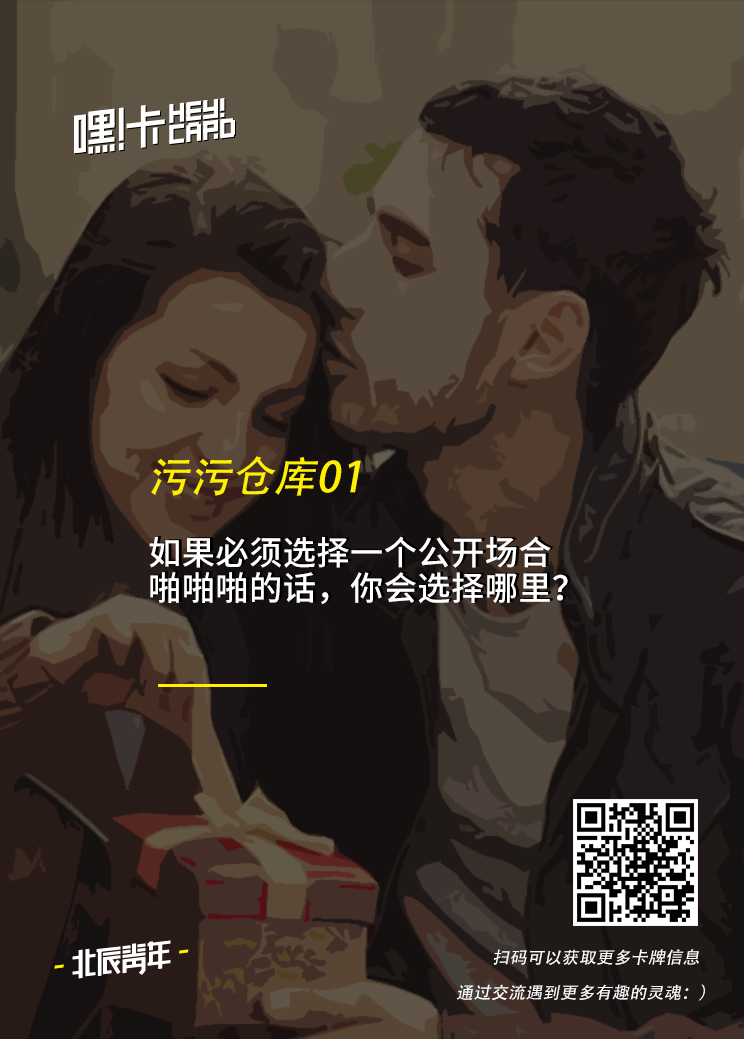 嘿!卡 HEY! CARD
污污仓库01
如果必须选择一个公开场合
啪啪啪的话，你会选择哪里？
- 北辰青年 -
扫码可以获取更多卡牌信息
通过交流遇到更多有趣的灵魂：）